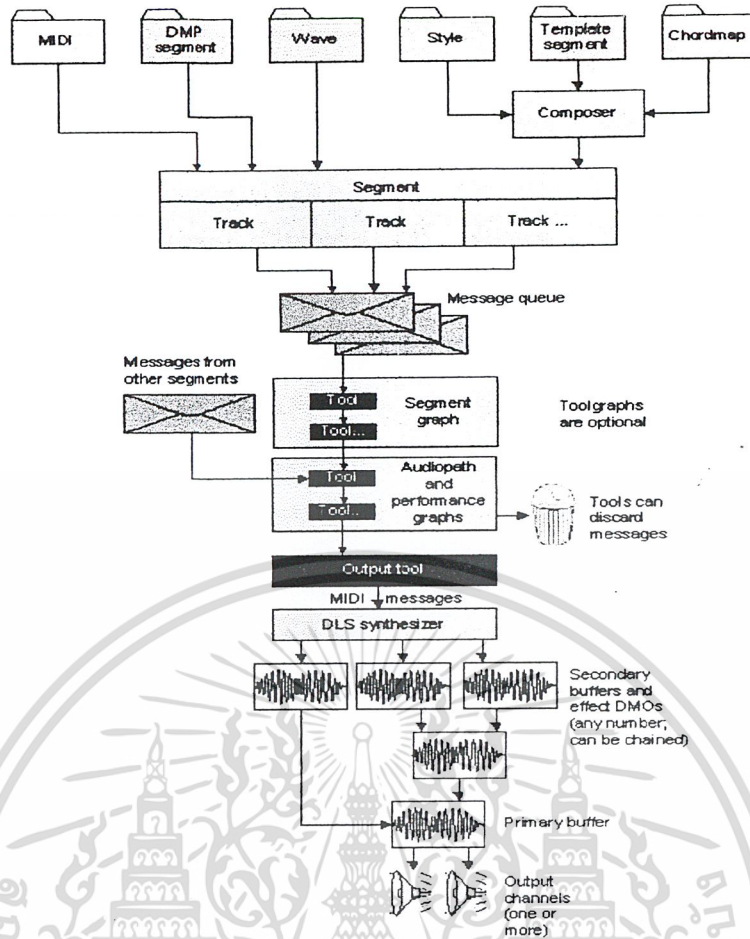 MIDI
DMP
segment
Wave
Style
Template
segment
Chordmap
Composer
Segment
Track
Track
Track ...
Message queue
Messages from
other segments
Tool
Tool...
Segment
graph
Toolgraphs
are optional
Tool
Tool...
Audiopath
and
performance
graphs
Tools can
discard
messages
Output tool
MIDI messages
DLS synthesizer
Secondary
buffers and
effect DMOs
(any number;
can be chained)
Primary buffer
Output
channels
(one or
more)